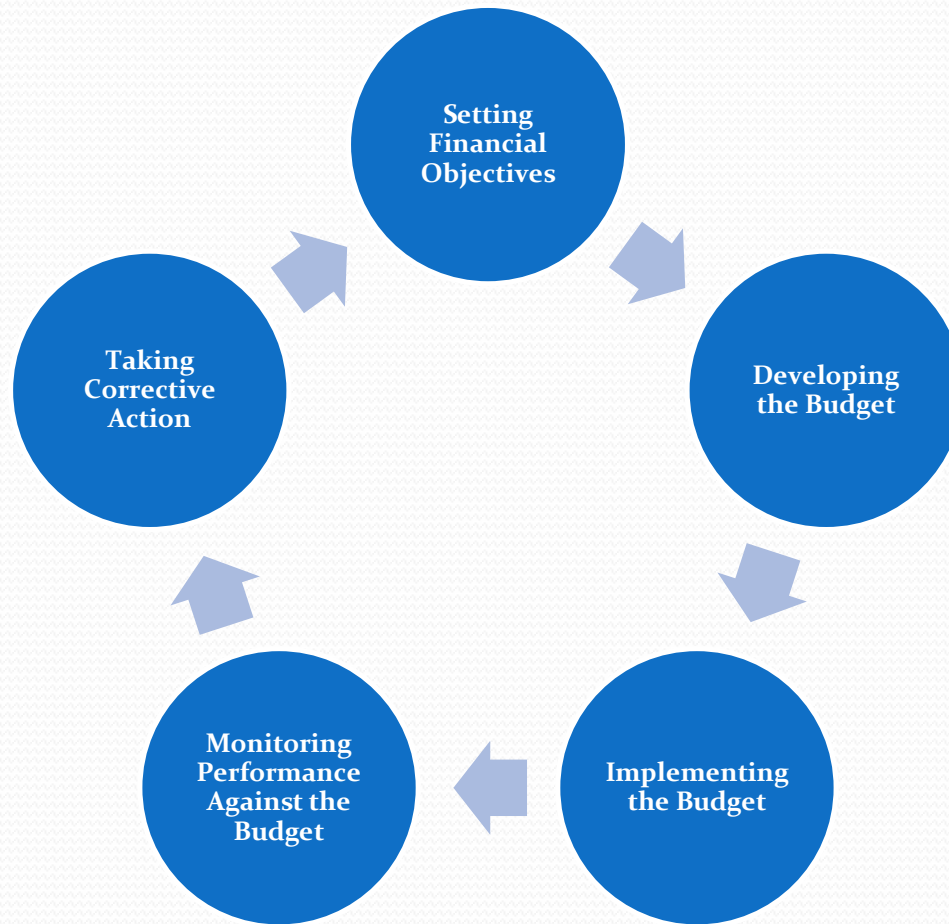 Setting
Financial
Objectives
Developing
the Budget
Implementing
the Budget
Monitoring
Performance
Against the
Budget
Taking
Corrective
Action